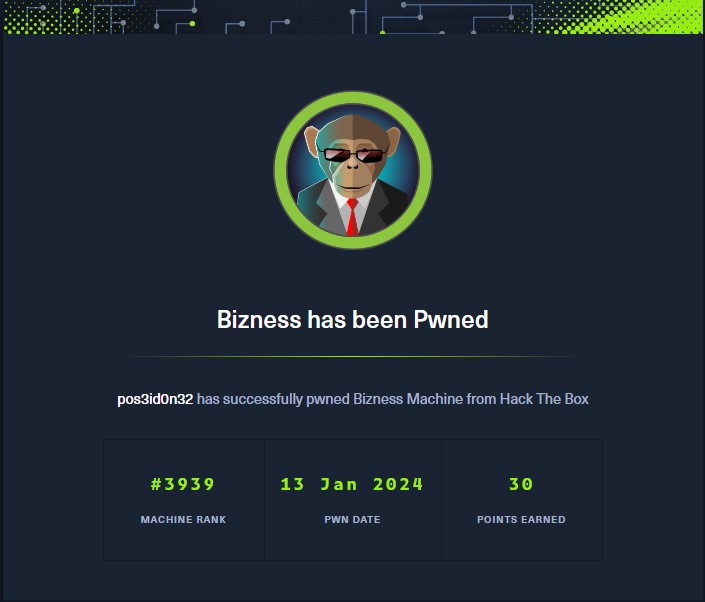 Bizness has been Pwned
pos3id0n32 has successfully pwned Bizness Machine from Hack The Box
#3939 13 Jan 2024 30
MACHINE RANK PWN DATE POINTS EARNED